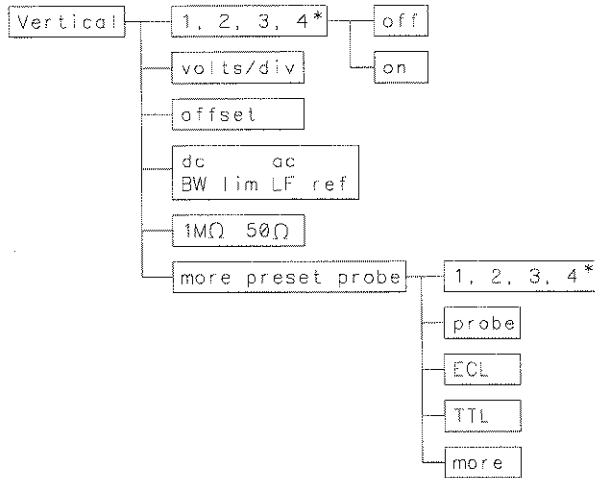 Vertical
1, 2, 3, 4*
off
on
volts/div
offset
dc ac
BW lim LF ref
1MΩ 50Ω
more preset probe
1, 2, 3, 4*
probe
ECL
TTL
more